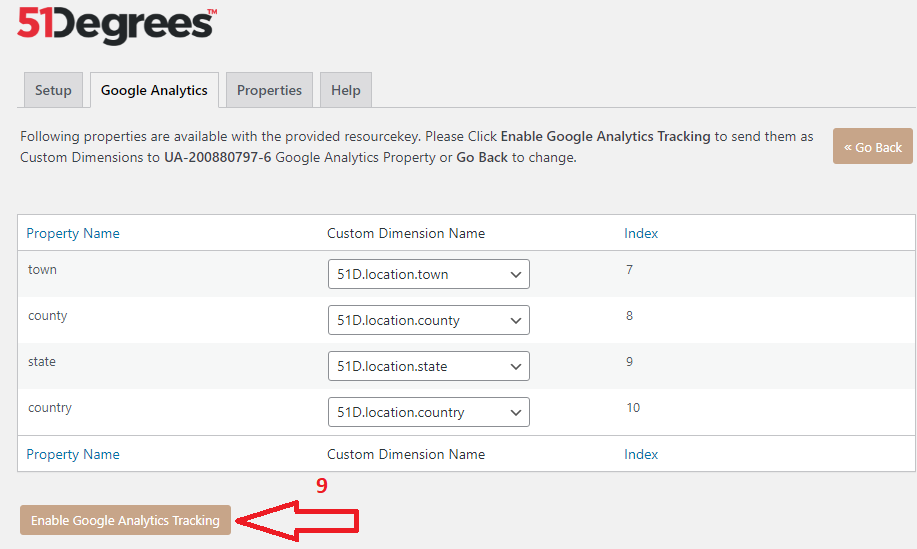 51Degrees™
Setup Google Analytics Properties Help
Following properties are available with the provided resourcekey. Please Click Enable Google Analytics Tracking to send them as
Custom Dimensions to UA-200880797-6 Google Analytics Property or Go Back to change.
« Go Back
Property Name Custom Dimension Name Index
town 51D.location.town 7
county 51D.location.county 8
state 51D.location.state 9
country 51D.location.country 10
Property Name Custom Dimension Name Index
9
Enable Google Analytics Tracking